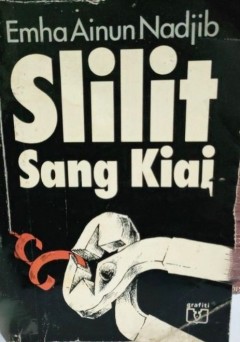 Emha Ainun Nadjib
Slilit
Sang Kiai
grafiti